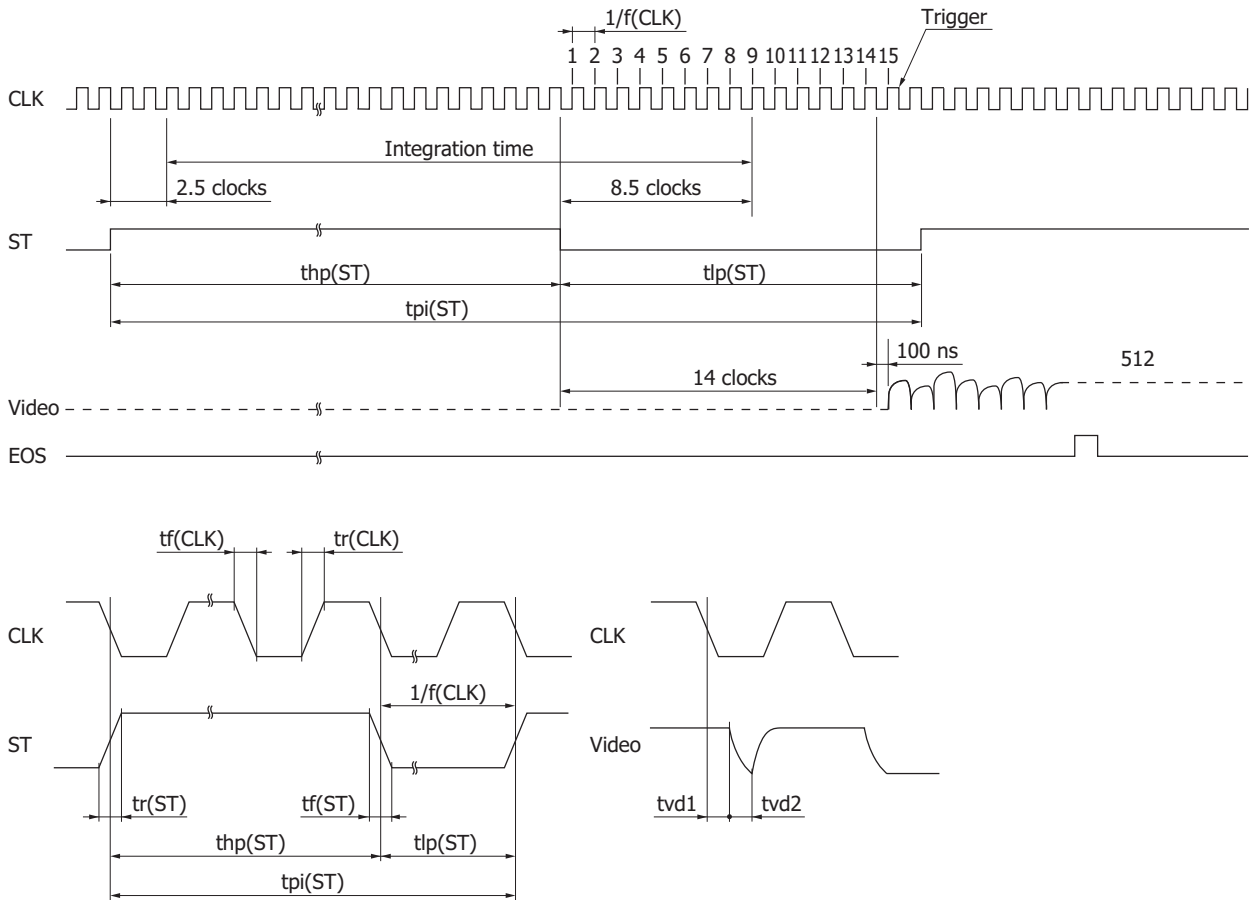 1/f(CLK)
Trigger
1 2 3 4 5 6 7 8 9 10 11 12 13 14 15
CLK
Integration time
2.5 clocks
8.5 clocks
ST
thp(ST)
tlp(ST)
tpi(ST)
100 ns
512
14 clocks
Video
EOS
tf(CLK)
tr(CLK)
CLK
CLK
1/f(CLK)
ST
Video
tr(ST)
tf(ST)
tvd1
tvd2
thp(ST)
tlp(ST)
tpi(ST)